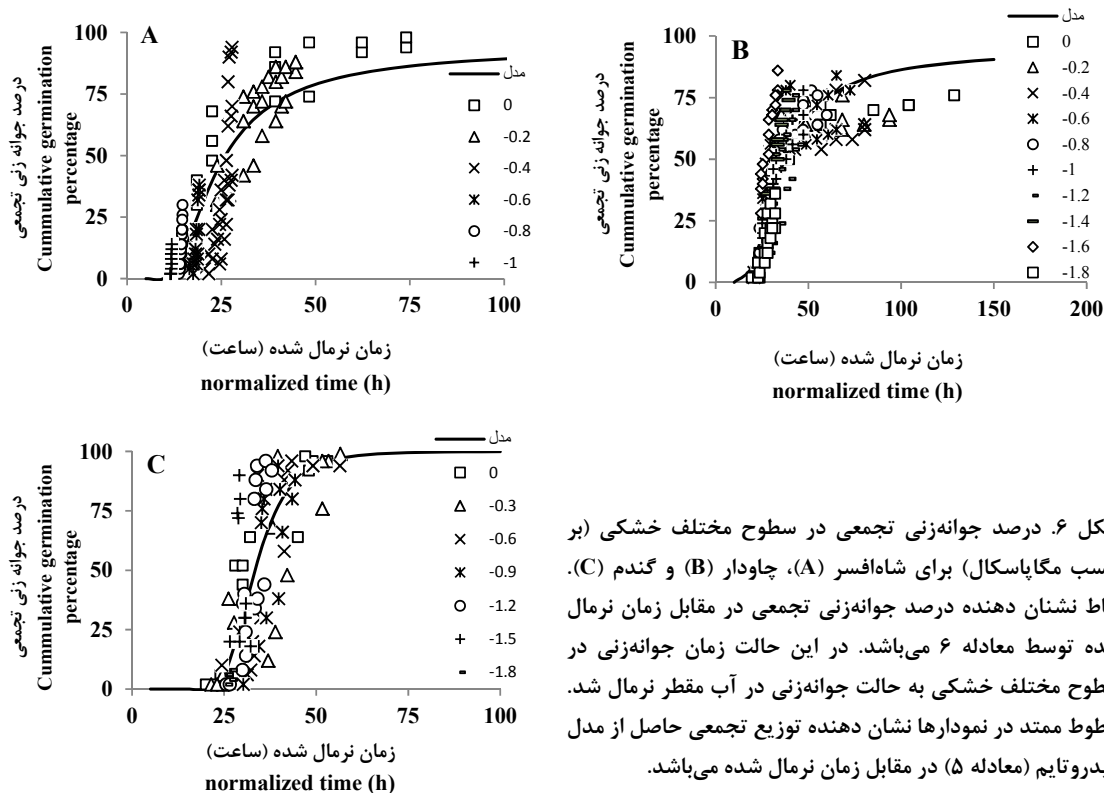 A
100
75
50
25
0
0
25
50
75
100
درصد جوانه زنی تجمعی
Cummulative germination
percentage
زمان نرمال شده (ساعت)
normalized time (h)
مدل
0
-0.2
-0.4
-0.6
-0.8
-1
B
100
75
50
25
0
0
50
100
150
200
درصد جوانه زنی تجمعی
Cummulative germination
percentage
زمان نرمال شده (ساعت)
normalized time (h)
مدل
0
-0.2
-0.4
-0.6
-0.8
-1
-1.2
-1.4
-1.6
-1.8
C
100
75
50
25
0
0
25
50
75
100
درصد جوانه زنی تجمعی
Cummulative germination
percentage
زمان نرمال شده (ساعت)
normalized time (h)
مدل
0
-0.3
-0.6
-0.9
-1.2
-1.5
-1.8
کل ۶. درصد جوانه‌زنی تجمعی در سطوح مختلف خشکی (بر
سب مگاپاسکال) برای شاه‌افسر (A)، چاودار (B) و گندم (C).
اط نشنان دهنده درصد جوانه‌زنی تجمعی در مقابل زمان نرمال
ده توسط معادله ۶ می‌باشد. در این حالت زمان جوانه‌زنی در
طوح مختلف خشکی به حالت جوانه‌زنی در آب مقطر نرمال شد.
طوط ممتد در نمودارها نشان دهنده توزیع تجمعی حاصل از مدل
یدروتایم (معادله ۵) در مقابل زمان نرمال شده می‌باشد.